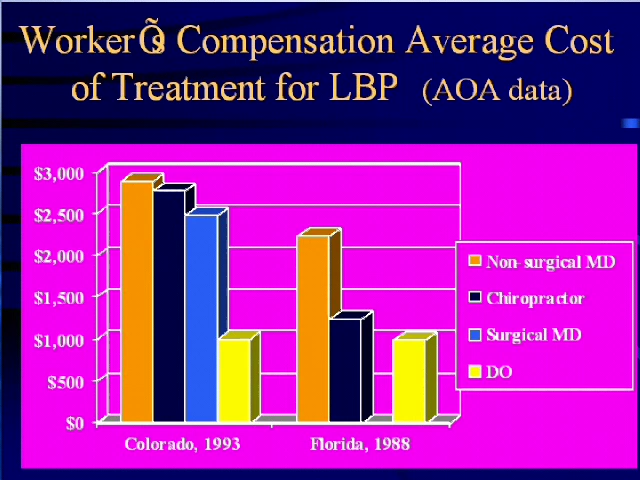 WorkerÕs Compensation Average Cost
of Treatment for LBP (AOA data)
$3,000
$2,500
$2,000
$1,500
$1,000
$500
$0
Colorado, 1993
Florida, 1988
Non-surgical MD
Chiropractor
Surgical MD
DO